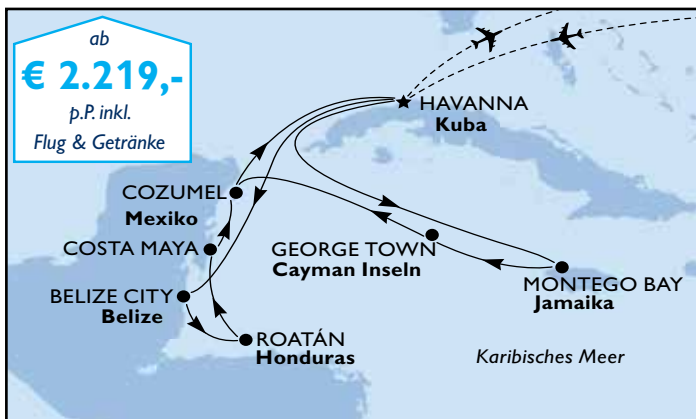 ab
€ 2.219,-
p.P. inkl.
Flug & Getränke
HAVANNA
Kuba
COZUMEL
Mexiko
COSTA MAYA
GEORGE TOWN
Cayman Inseln
MONTEGO BAY
Jamaika
BELIZE CITY
Belize
ROATÁN
Honduras
Karibisches Meer